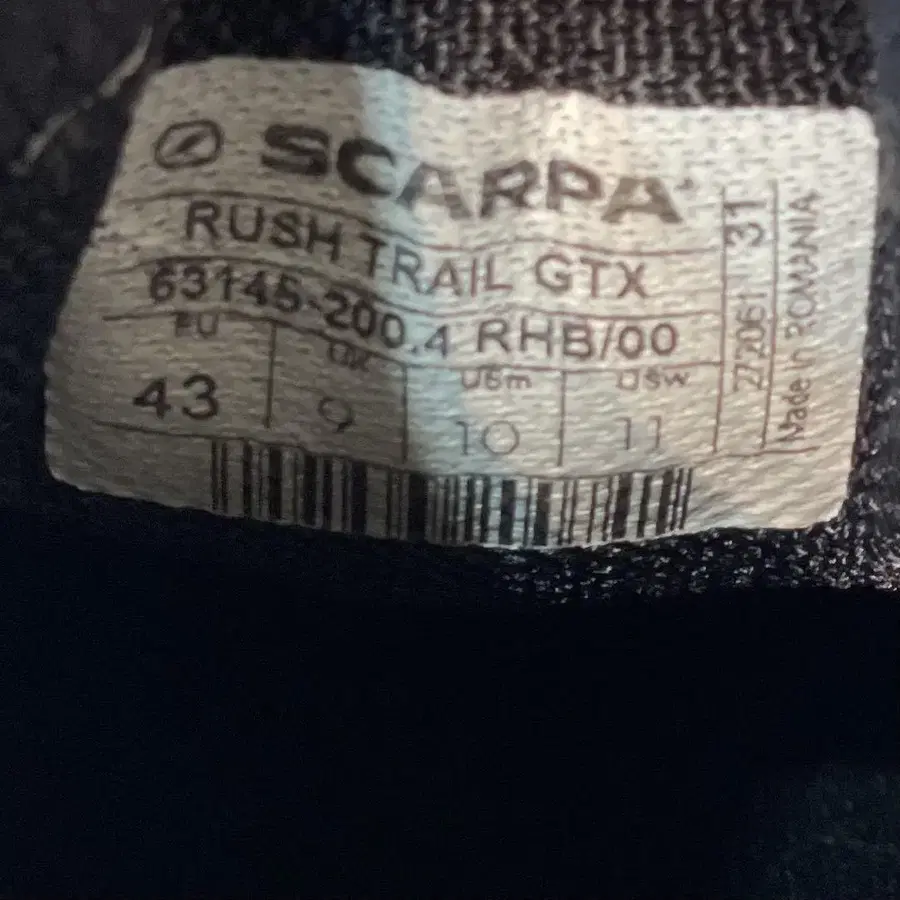 SCARPA
RUSH TRAIL GTX
63145-200.4 RHB/00
EU UK USm USw
43 9 10 11
272061 31
Made in ROMANIA